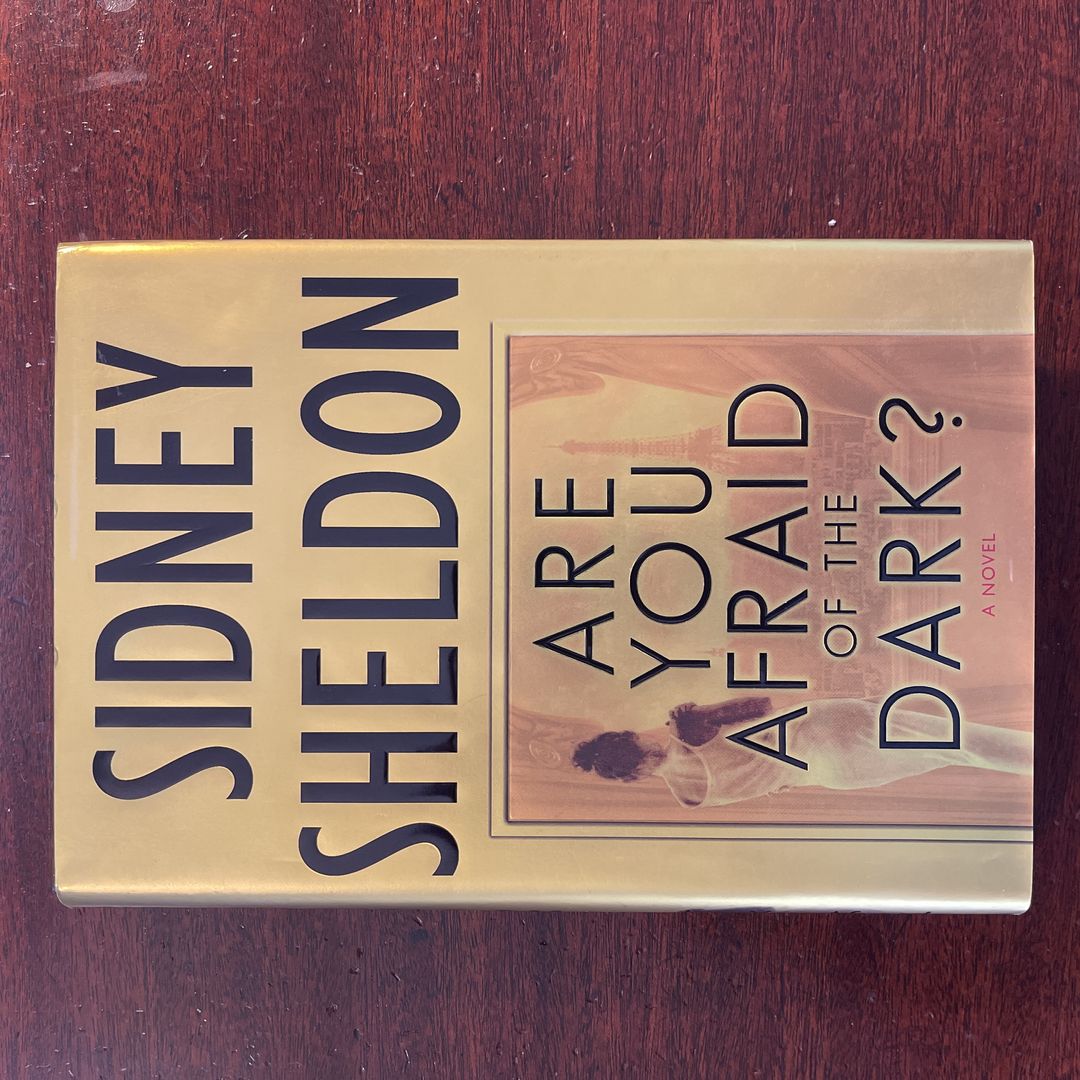 SIDNEY
SHELDON
ARE
YOU
AFRAID
OF THE
DARK?
A NOVEL